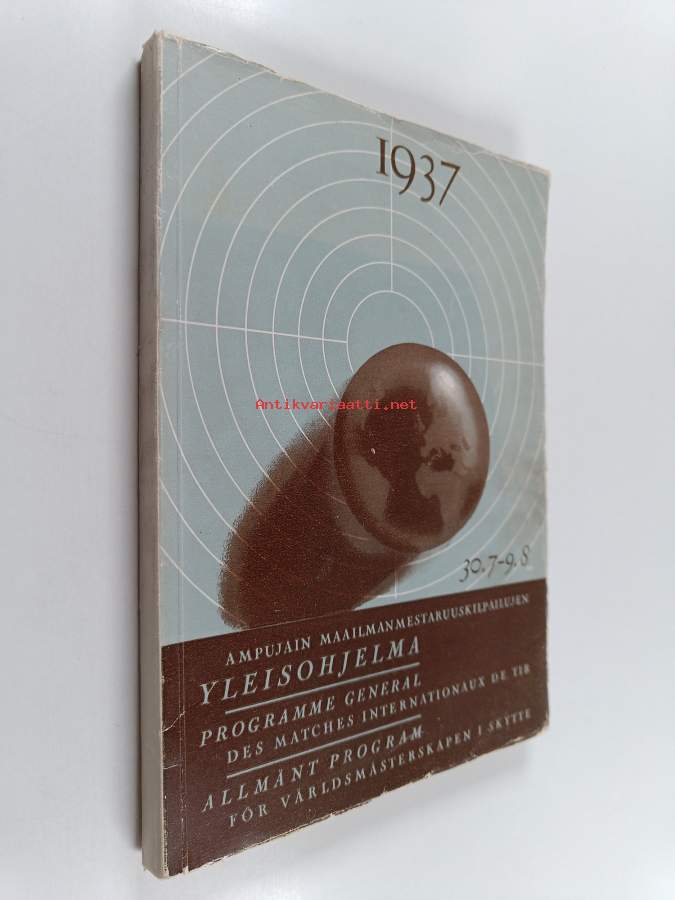 1937
Antikvariaatti.net
30.7-9.8.
AMPUJAIN MAAILMANMESTARUUSKILPAILUJEN
YLEISOHJELMA
PROGRAMME GENERAL
DES MATCHES INTERNATIONAUX DE TIR
ALLMÄNT PROGRAM
FÖR VÄRLDSMÄSTERSKAPEN I SKYTTE